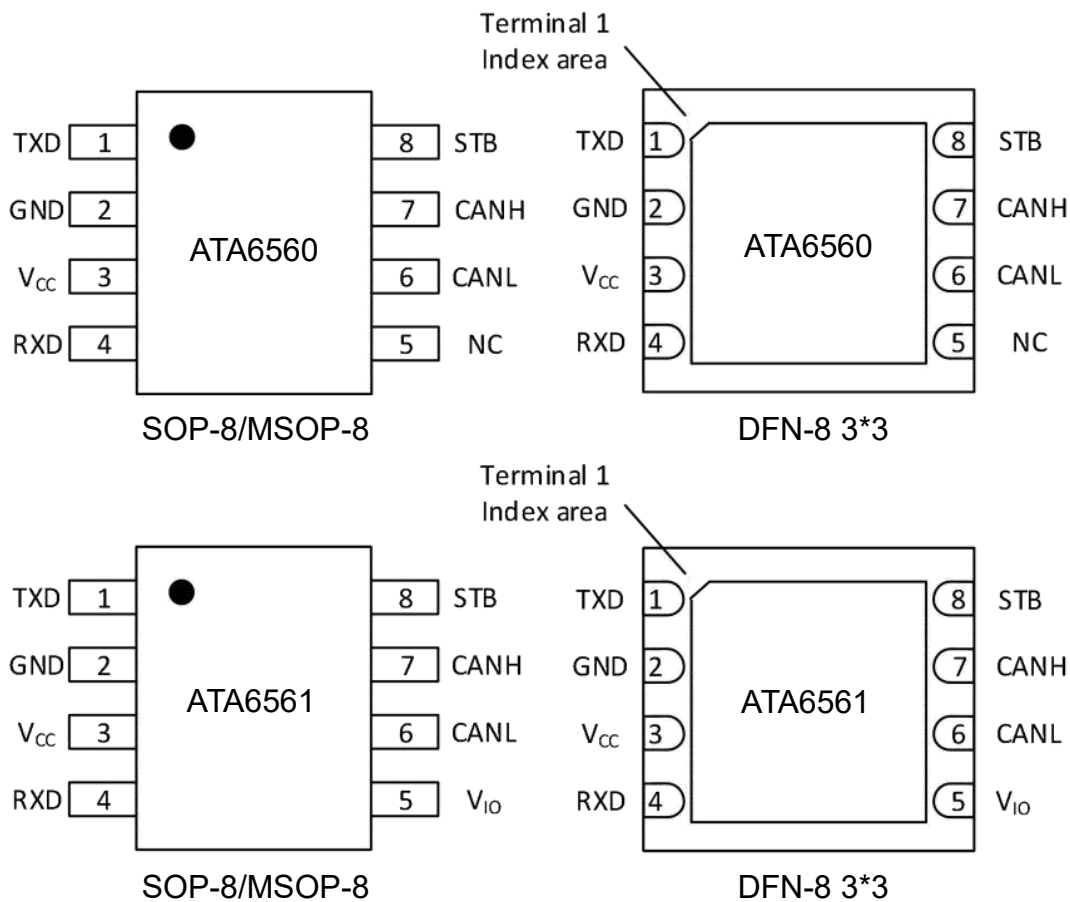 Terminal 1
Index area
TXD 1 8 STB TXD 1 8 STB
GND 2 7 CANH GND 2 7 CANH
ATA6560 ATA6560
VCC 3 6 CANL VCC 3 6 CANL
RXD 4 5 NC RXD 4 5 NC
SOP-8/MSOP-8 DFN-8 3*3
Terminal 1
Index area
TXD 1 8 STB TXD 1 8 STB
GND 2 7 CANH GND 2 7 CANH
ATA6561 ATA6561
VCC 3 6 CANL VCC 3 6 CANL
RXD 4 5 VIO RXD 4 5 VIO
SOP-8/MSOP-8 DFN-8 3*3